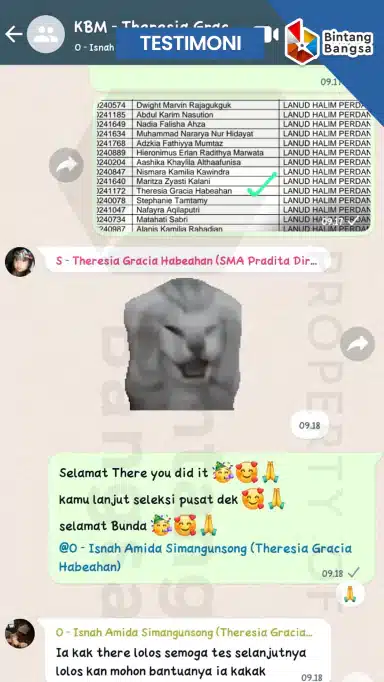 KBM - Theresia Grac
TESTIMONI
Bintang
Bangsa
O - Isnah
09.17
0240574 Dwight Marvin Rajagukguk LANUD HALIM PERDAN
0241185 Abdul Karim Nasution LANUD HALIM PERDAN
0241649 Nadia Falisha Ahza LANUD HALIM PERDAN
0241634 Muhammad Nararya Nur Hidayat LANUD HALIM PERDAN
0241768 Adzkia Fathiyya Mumtaz LANUD HALIM PERDAN
0240889 Hieronimus Erlan Radithya Marwata LANUD HALIM PERDAN
0240204 Aashika Khaylila Althaafunisa LANUD HALIM PERDAN
0240847 Nismara Kamilia Kawindra LANUD HALIM PERDAN
0241640 Maritza Zyasti Kalani LANUD HALIM PERDAN
0241172 Theresia Gracia Habeahan LANUD HALIM PERDAN
0240078 Stephanie Tamtamy LANUD HALIM PERDAN
0241047 Nafayra Aqilaputri LANUD HALIM PERDAN
0240734 Matahari Sabri LANUD HALIM PERDAN
0240987 Alanis Kamilia Rahadian LANUD HALIM PERDAN
09.17
S - Theresia Gracia Habeahan (SMA Pradita Dir...
09.18
Selamat There you did it 🥳🥰🙏
kamu lanjut seleksi pusat dek 🥰🙏
selamat Bunda 🥳🥰🙏
@O - Isnah Amida Simangunsong (Theresia Gracia
Habeahan)
09.18
🙏
O - Isnah Amida Simangunsong (Theresia Gracia...
Ia kak there lolos semoga tes selanjutnya
lolos kan mohon bantuanya ia kakak
09.18
PROPERTY OF
Bintang
Bangsa